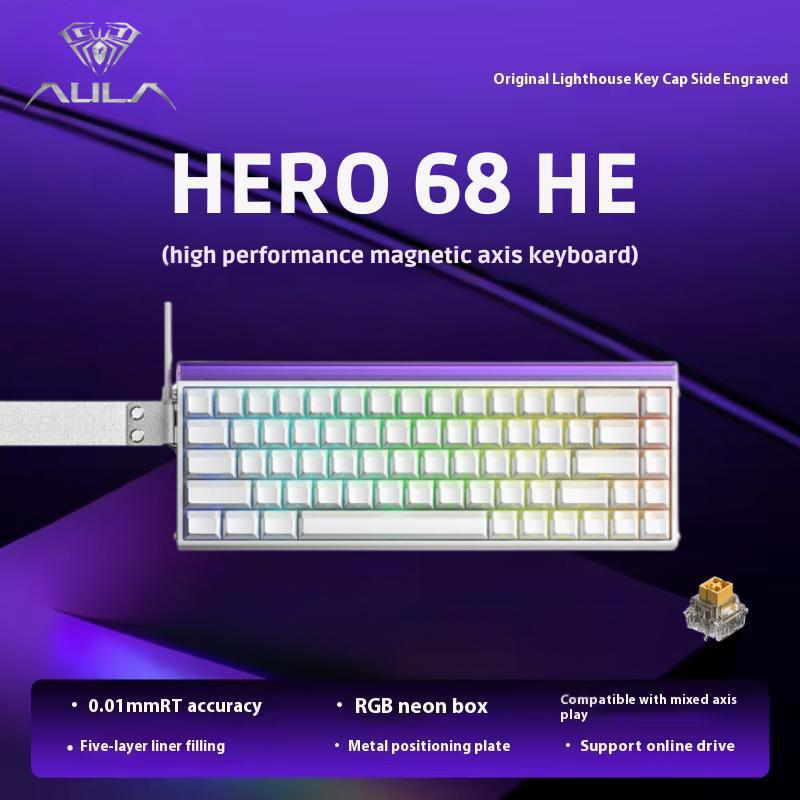 AULA
Original Lighthouse Key Cap Side Engraved
HERO 68 HE
(high performance magnetic axis keyboard)
• 0.01mmRT accuracy
• RGB neon box
Compatible with mixed axis
play
• Five-layer liner filling
• Metal positioning plate
• Support online drive